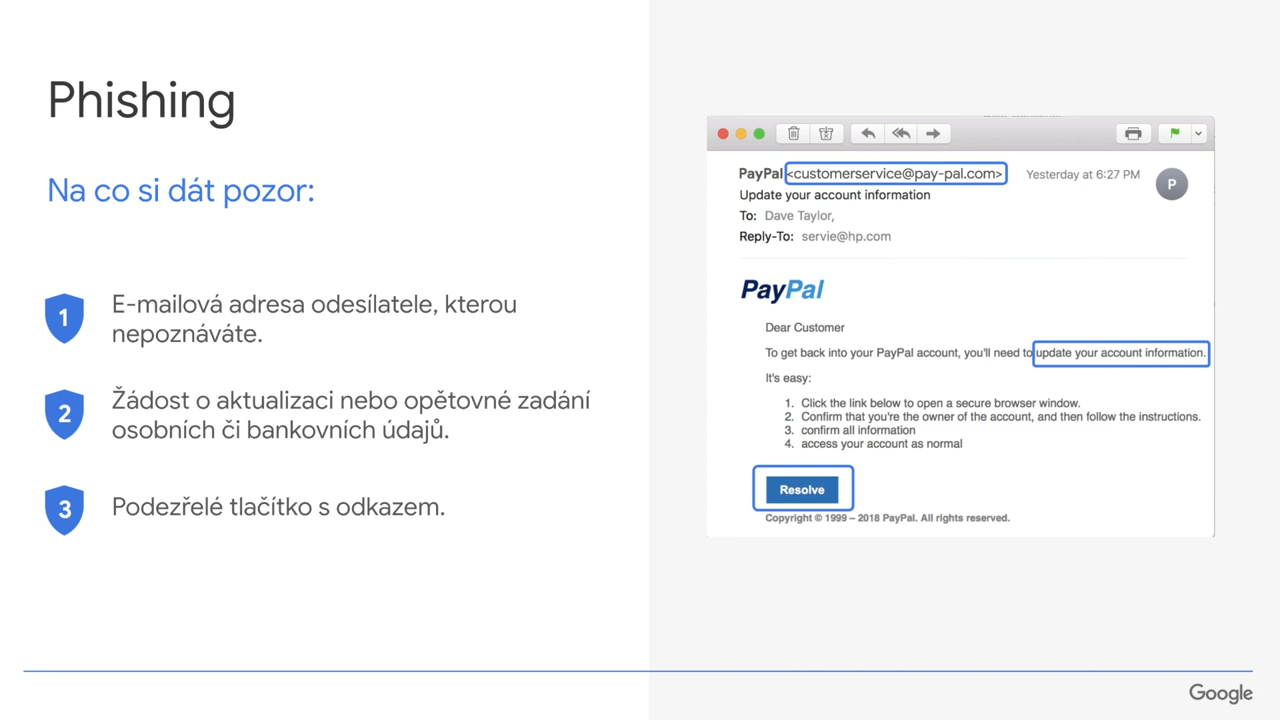 Phishing
Na co si dát pozor:
1
E-mailová adresa odesílatele, kterou
nepoznáváte.
2
Žádost o aktualizaci nebo opětovné zadání
osobních či bankovních údajů.
3
Podezřelé tlačítko s odkazem.
PayPal <customerservice@pay-pal.com> Yesterday at 6:27 PM
P
Update your account information
To: Dave Taylor,
Reply-To: servie@hp.com
PayPal
Dear Customer
To get back into your PayPal account, you'll need to update your account information.
It's easy:
1. Click the link below to open a secure browser window.
2. Confirm that you're the owner of the account, and then follow the instructions.
3. confirm all information
4. access your account as normal
Resolve
Copyright © 1999 – 2018 PayPal. All rights reserved.
Google